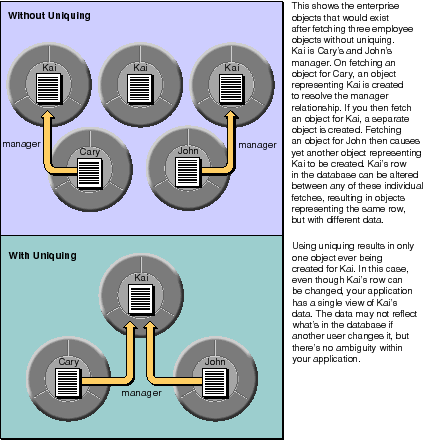 Without Uniquing
Kai
Kai
Kai
manager
manager
Cary
John
With Uniquing
Kai
Cary
John
manager
This shows the enterprise
objects that would exist
after fetching three employee
objects without uniquing.
Kai is Cary's and John's
manager. On fetching an
object for Cary, an object
representing Kai is created
to resolve the manager
relationship. If you then fetch
an object for Kai, a separate
object is created. Fetching
an object for John then causes
yet another object representing
Kai to be created. Kai's row
in the database can be altered
between any of these individual
fetches, resulting in objects
representing the same row,
but with different data.
Using uniquing results in only
one object ever being
created for Kai. In this case,
even though Kai's row can
be changed, your application
has a single view of Kai's
data. The data may not reflect
what's in the database if
another user changes it, but
there's no ambiguity within
your application.